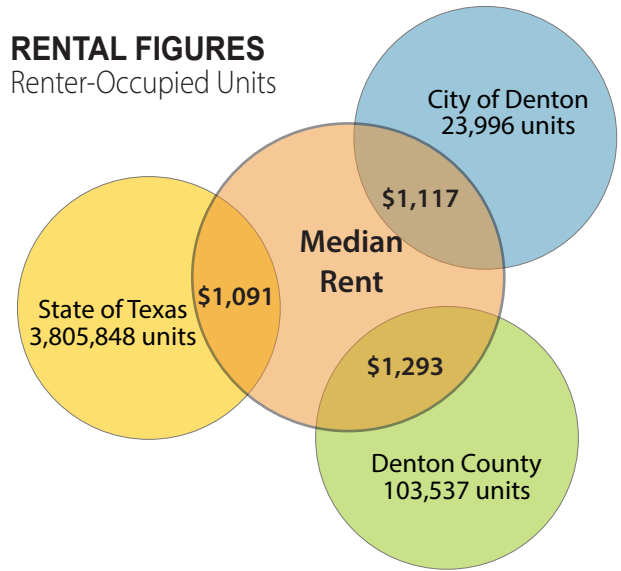 RENTAL FIGURES
Renter-Occupied Units
City of Denton
23,996 units
$1,117
Median
Rent
$1,091
State of Texas
3,805,848 units
$1,293
Denton County
103,537 units